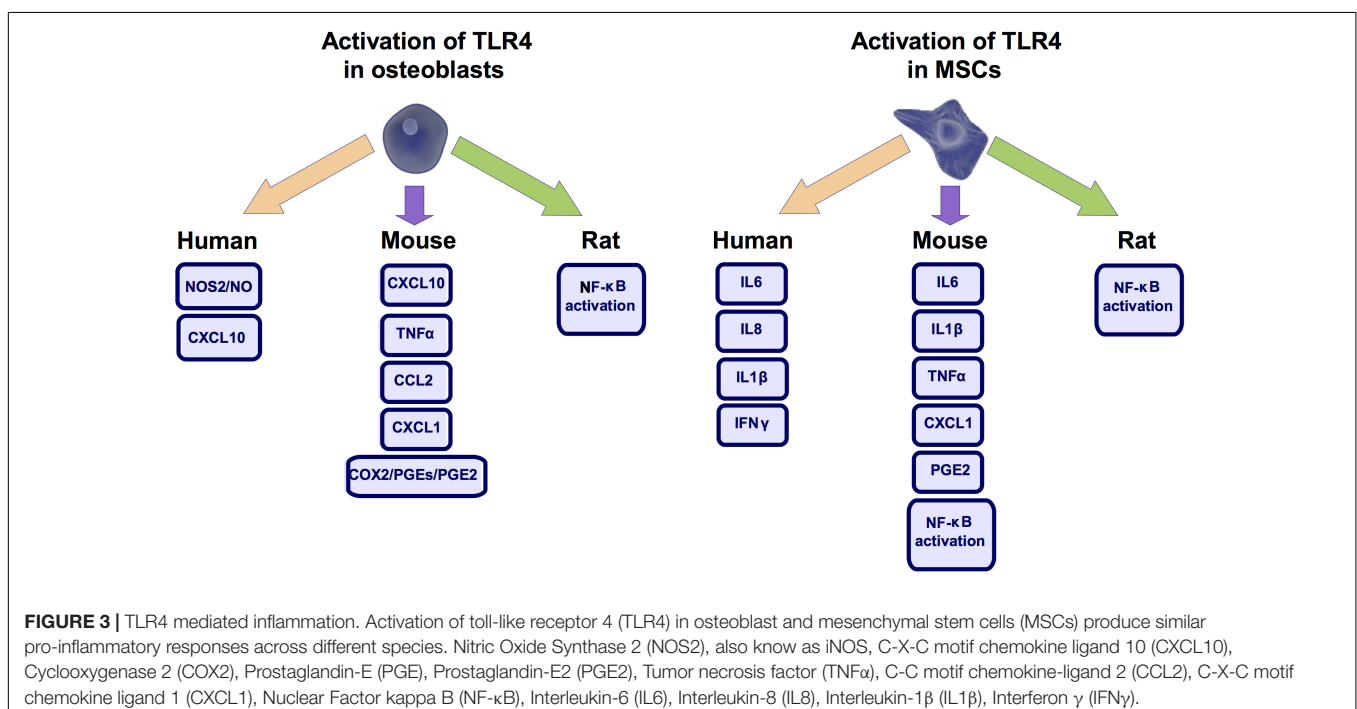 Activation of TLR4
in osteoblasts
Human
NOS2/NO
CXCL10
Mouse
CXCL10
TNFα
CCL2
CXCL1
COX2/PGEs/PGE2
Rat
NF-κB
activation
Activation of TLR4
in MSCs
Human
IL6
IL8
IL1β
IFNγ
Mouse
IL6
IL1β
TNFα
CXCL1
PGE2
NF-κB
activation
Rat
NF-κB
activation
FIGURE 3 | TLR4 mediated inflammation. Activation of toll-like receptor 4 (TLR4) in osteoblast and mesenchymal stem cells (MSCs) produce similar
pro-inflammatory responses across different species. Nitric Oxide Synthase 2 (NOS2), also know as iNOS, C-X-C motif chemokine ligand 10 (CXCL10),
Cyclooxygenase 2 (COX2), Prostaglandin-E (PGE), Prostaglandin-E2 (PGE2), Tumor necrosis factor (TNFα), C-C motif chemokine-ligand 2 (CCL2), C-X-C motif
chemokine ligand 1 (CXCL1), Nuclear Factor kappa B (NF-κB), Interleukin-6 (IL6), Interleukin-8 (IL8), Interleukin-1β (IL1β), Interferon γ (IFNγ).